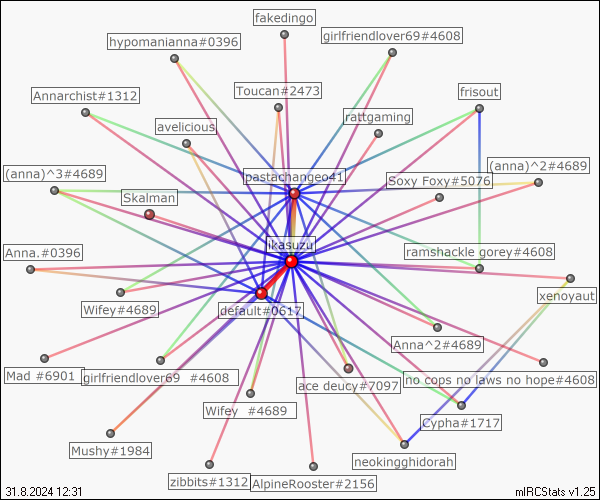 fakedingo
girlfriendlover69#4608
hypomanianna#0396
Toucan#2473
frisout
Annarchist#1312
rattgaming
avelicious
(anna)^2#4689
(anna)^3#4689
pastachangeo41
Soxy Foxy#5076
Skalman
ikasuzu
Anna.#0396
ramshackle gorey#4608
xenoyaut
Wifey#4689
default#0617
Anna^2#4689
Mad #6901
girlfriendlover69 #4608
ace deucy#7097
no cops no laws no hope#4608
Wifey #4689
Cypha#1717
Mushy#1984
neokingghidorah
zibbits#1312
AlpineRooster#2156
31.8.2024 12:31
mIRCStats v1.25